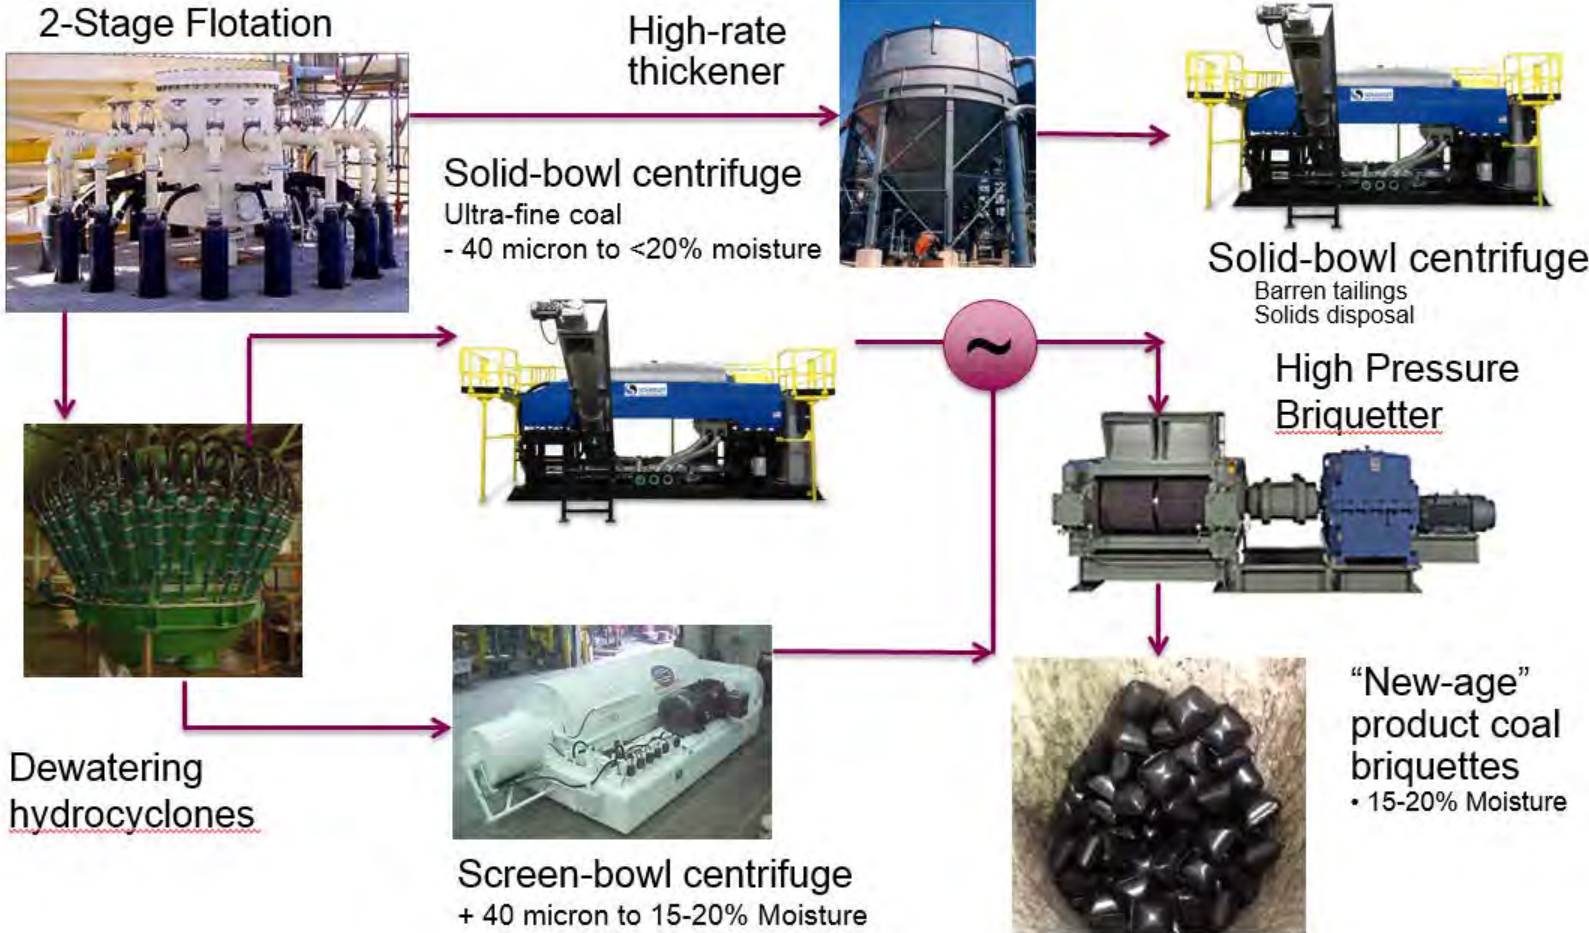 2-Stage Flotation
High-rate
thickener
Solid-bowl centrifuge
Ultra-fine coal
- 40 micron to <20% moisture
Solid-bowl centrifuge
Barren tailings
Solids disposal
~
High Pressure
Briquetter
Dewatering
hydrocyclones
Screen-bowl centrifuge
+ 40 micron to 15-20% Moisture
“New-age”
product coal
briquettes
• 15-20% Moisture